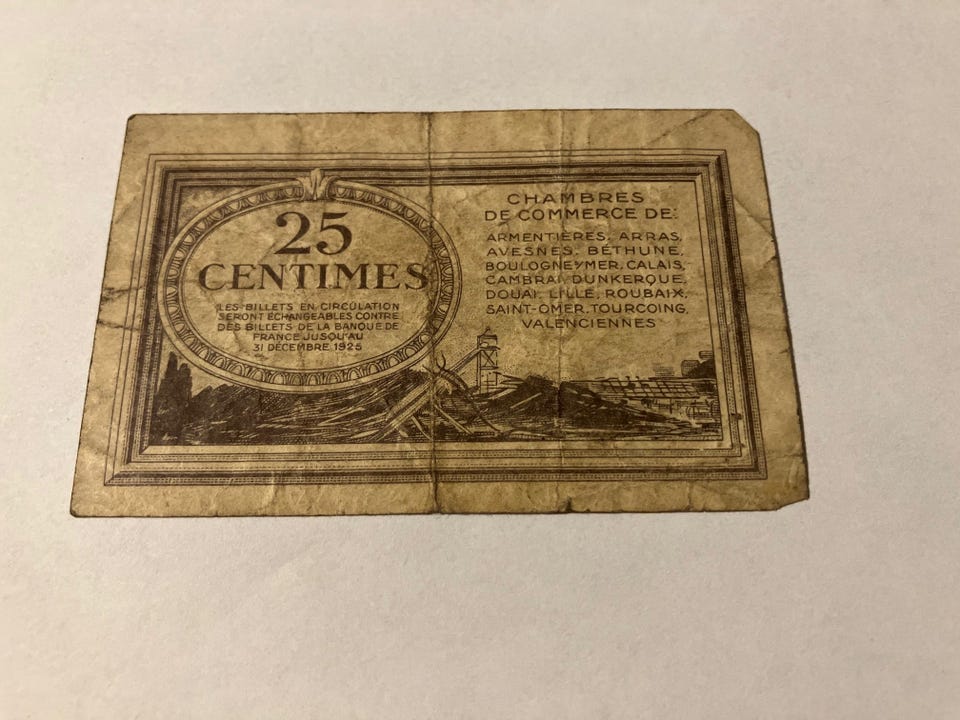 25
CENTIMES
LES BILLETS EN CIRCULATION
SERONT ÉCHANGEABLES CONTRE
DES BILLETS DE LA BANQUE DE
FRANCE JUSQU'AU
31 DÉCEMBRE 1925
CHAMBRES
DE COMMERCE DE:
ARMENTIÈRES, ARRAS,
AVESNES, BÉTHUNE,
BOULOGNE S/MER, CALAIS,
CAMBRAI, DUNKERQUE,
DOUAI, LILLE, ROUBAIX,
SAINT-OMER, TOURCOING,
VALENCIENNES